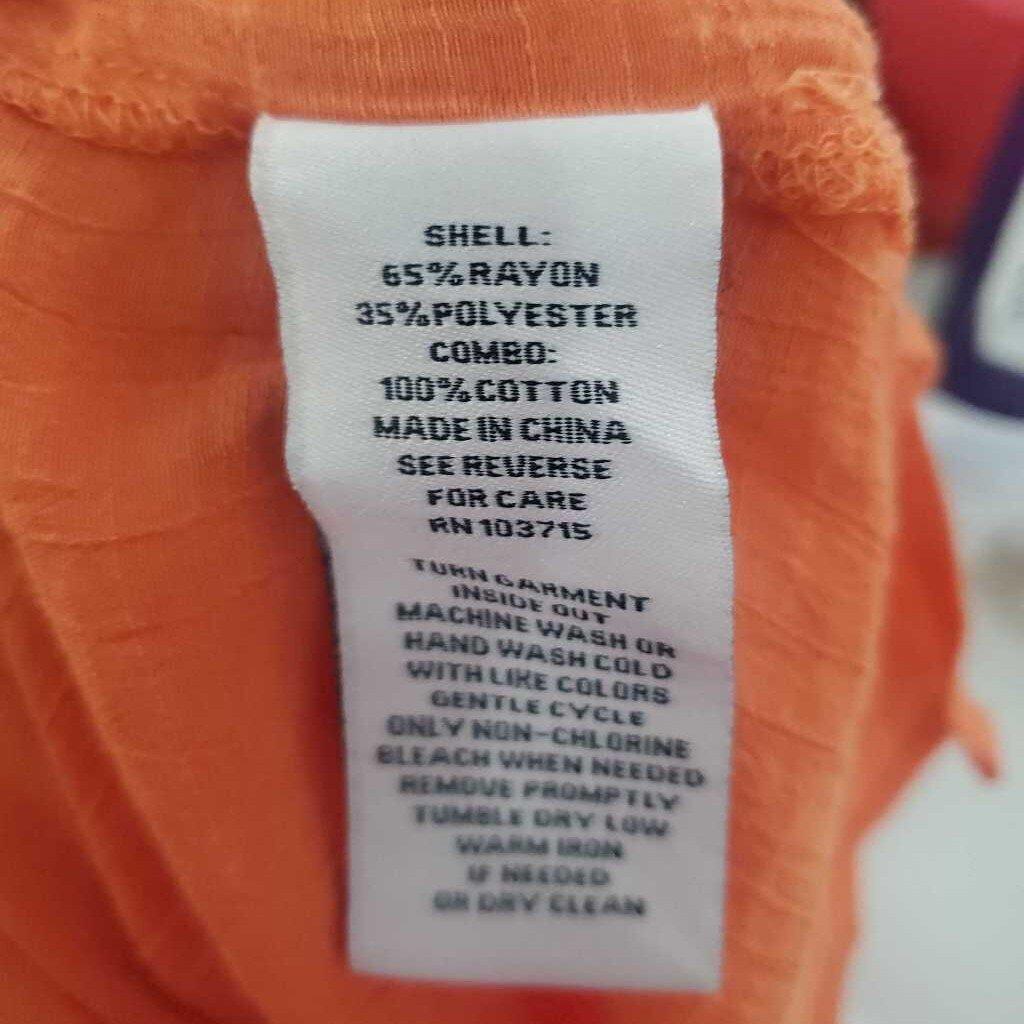 SHELL:
65%RAYON
35%POLYESTER
COMBO:
100%COTTON
MADE IN CHINA
SEE REVERSE
FOR CARE
RN 103715
TURN GARMENT
INSIDE OUT
MACHINE WASH OR
HAND WASH COLD
WITH LIKE COLORS
GENTLE CYCLE
ONLY NON-CHLORINE
BLEACH WHEN NEEDED
REMOVE PROMPTLY
TUMBLE DRY LOW
WARM IRON
IF NEEDED
OR DRY CLEAN